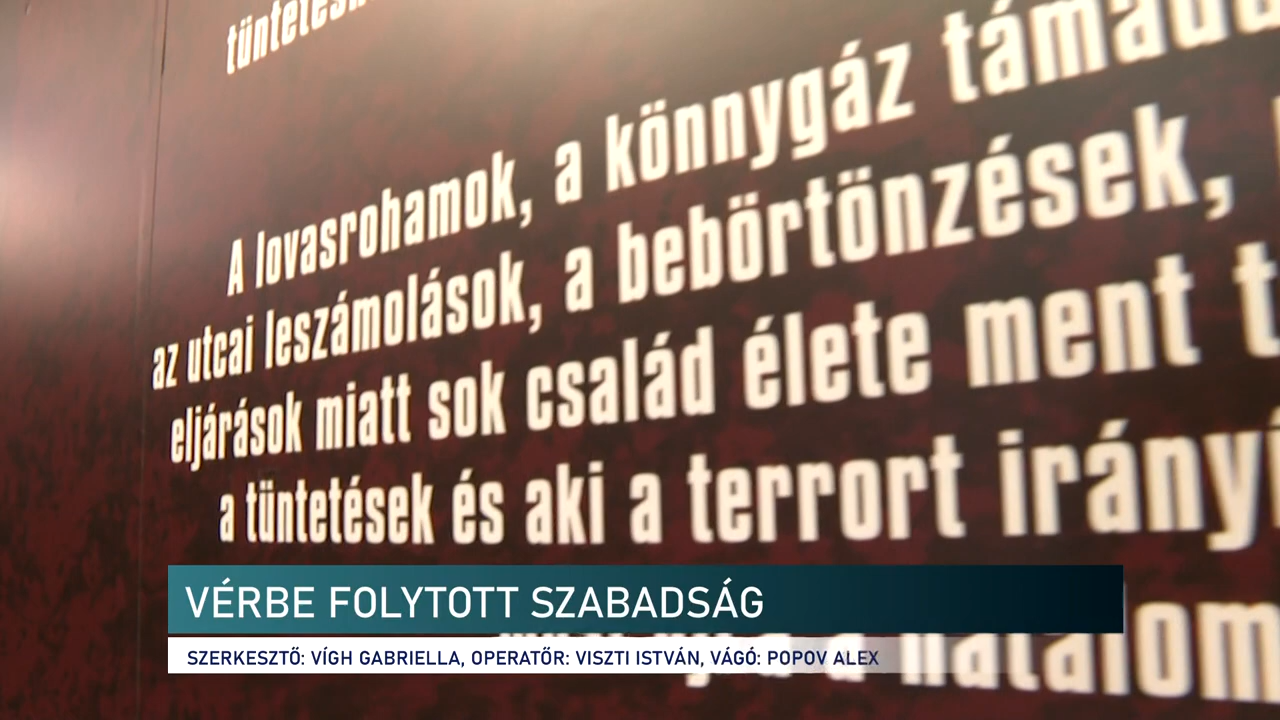 A lovasrohamok, a könnygáz
az utcai leszámolások, a bebörtönzések,
eljárások miatt sok család élete ment
a tüntetések és aki a terrort
VÉRBE FOLYTOTT SZABADSÁG
SZERKESZTŐ: VÍGH GABRIELLA, OPERATŐR: VISZTI ISTVÁN, VÁGÓ: POPOV ALEX